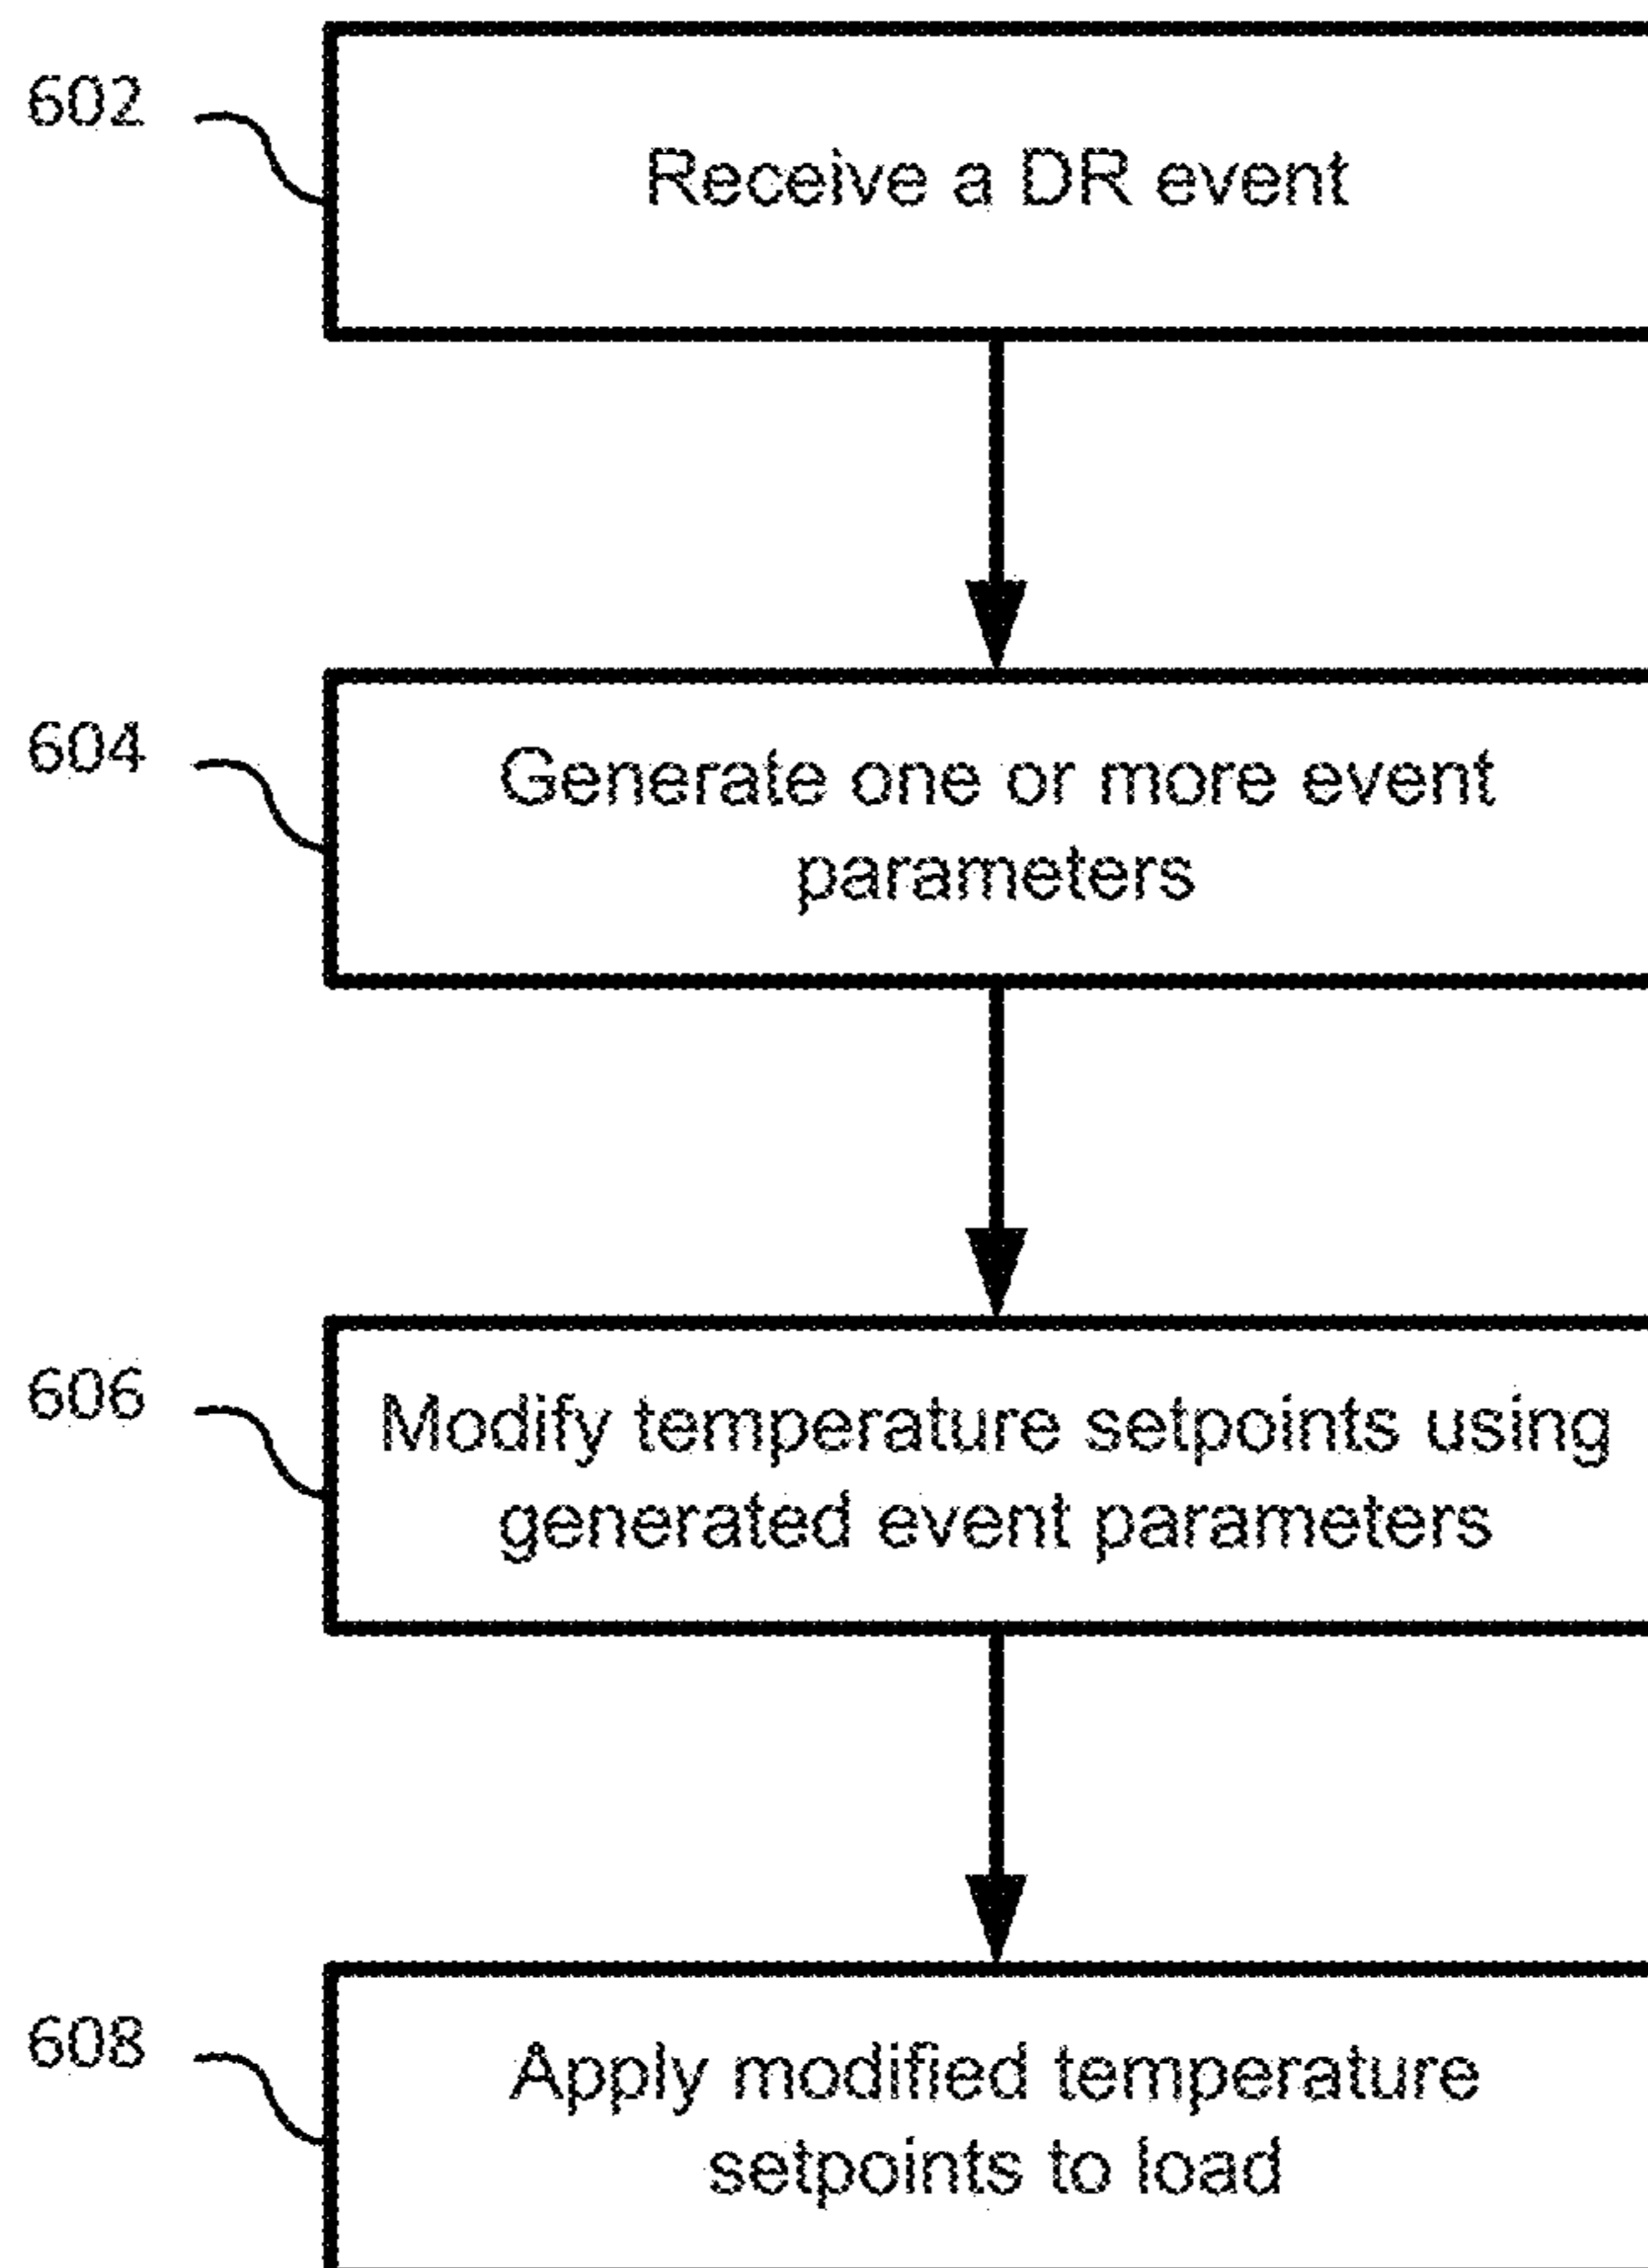 602
Receive a DR event
604
Generate one or more event
parameters
606
Modify temperature setpoints using
generated event parameters
608
Apply modified temperature
setpoints to load